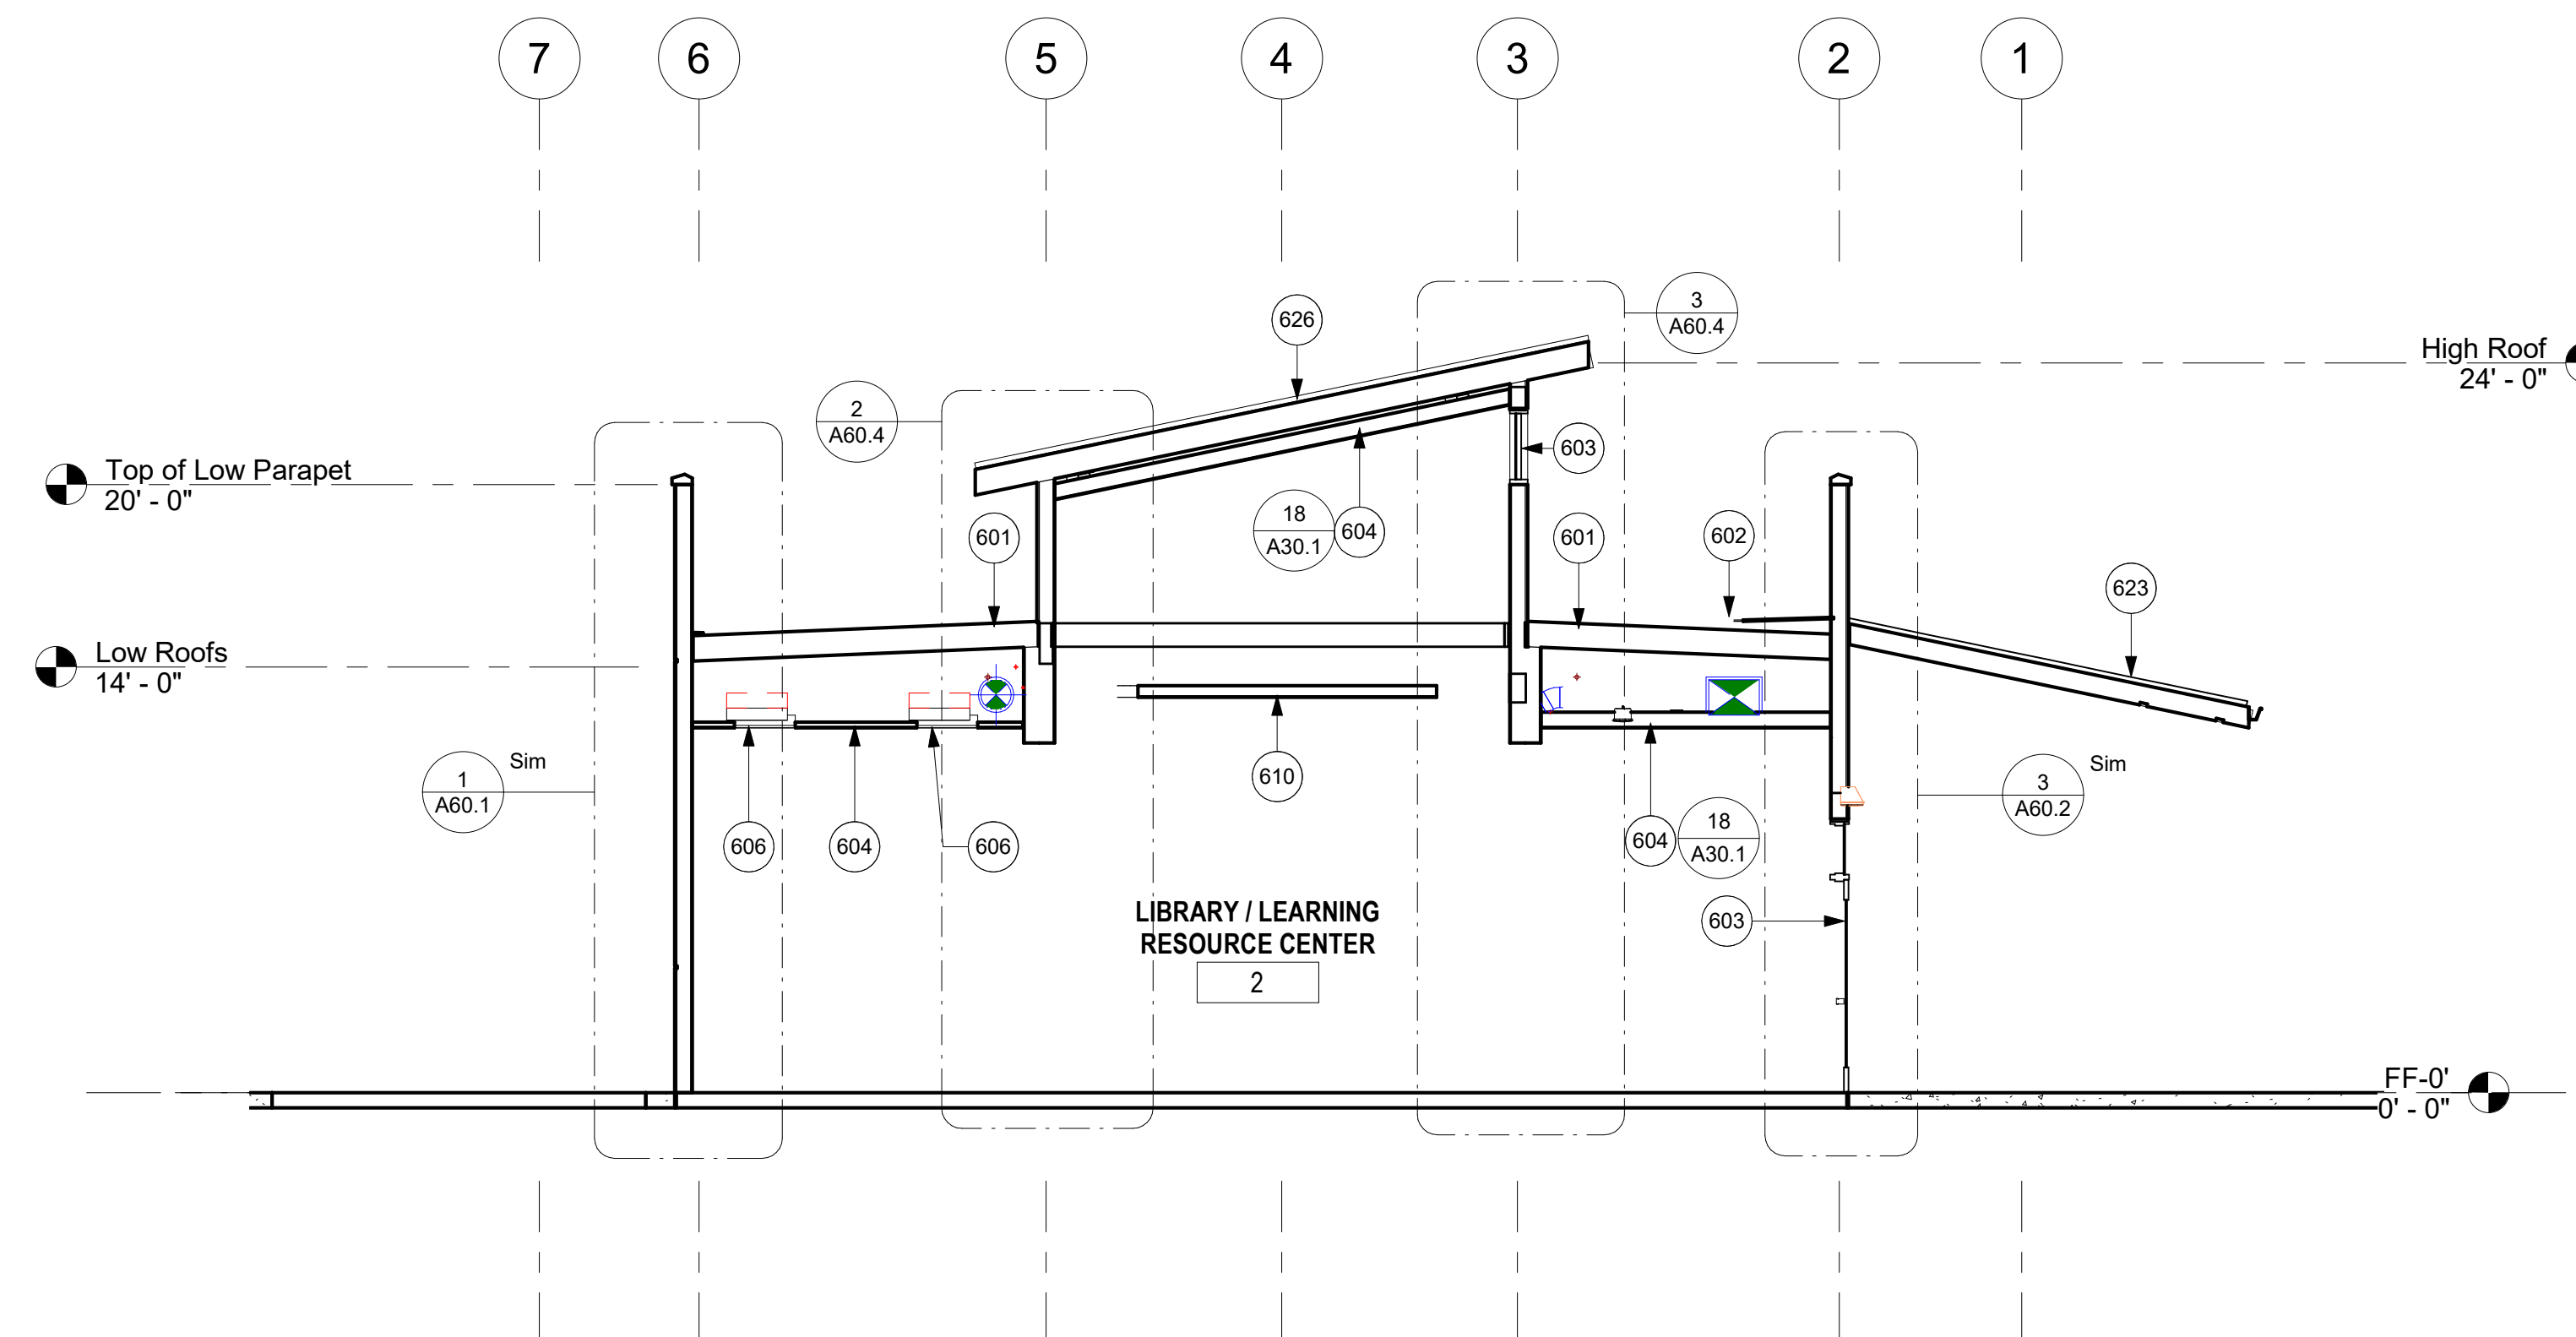 7 6 5 4 3 2 1
3
A60.4
626
High Roof
24' - 0"
2
A60.4
603
Top of Low Parapet
20' - 0"
18
A30.1
604
601
601
602
623
Low Roofs
14' - 0"
Sim
1
A60.1
610
Sim
3
A60.2
606
604
606
604
18
A30.1
LIBRARY / LEARNING
RESOURCE CENTER
2
603
FF-0'
0' - 0"